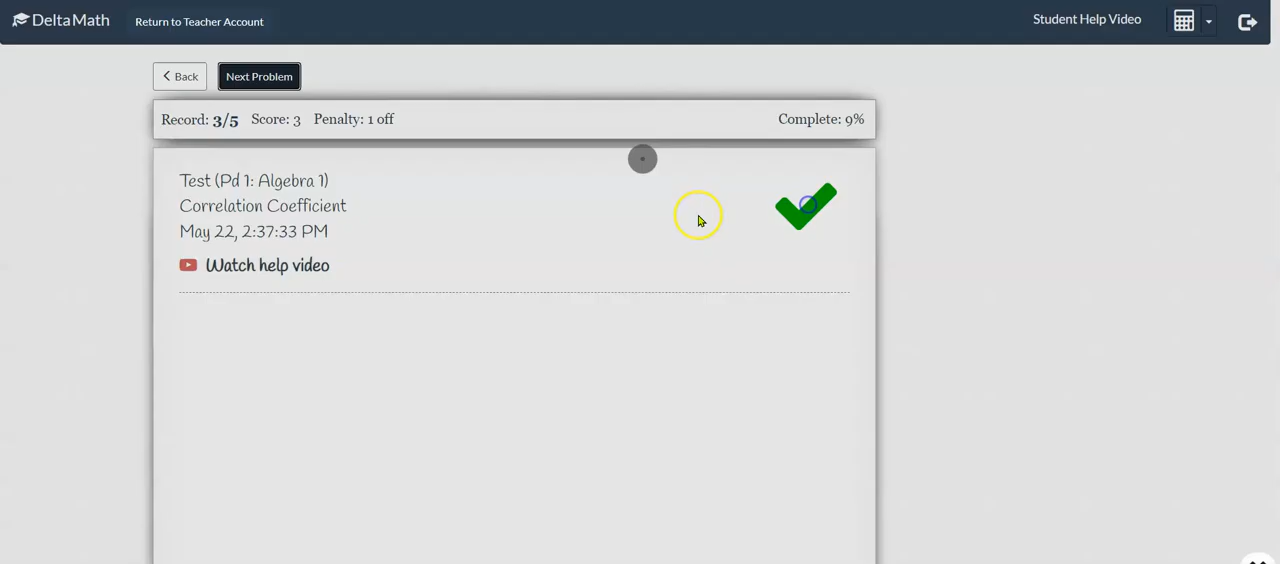 DeltaMath Return to Teacher Account Student Help Video
Back Next Problem
Record: 3/5 Score: 3 Penalty: 1 off Complete: 9%
Test (Pd 1: Algebra 1)
Correlation Coefficient
May 22, 2:37:33 PM
Watch help video